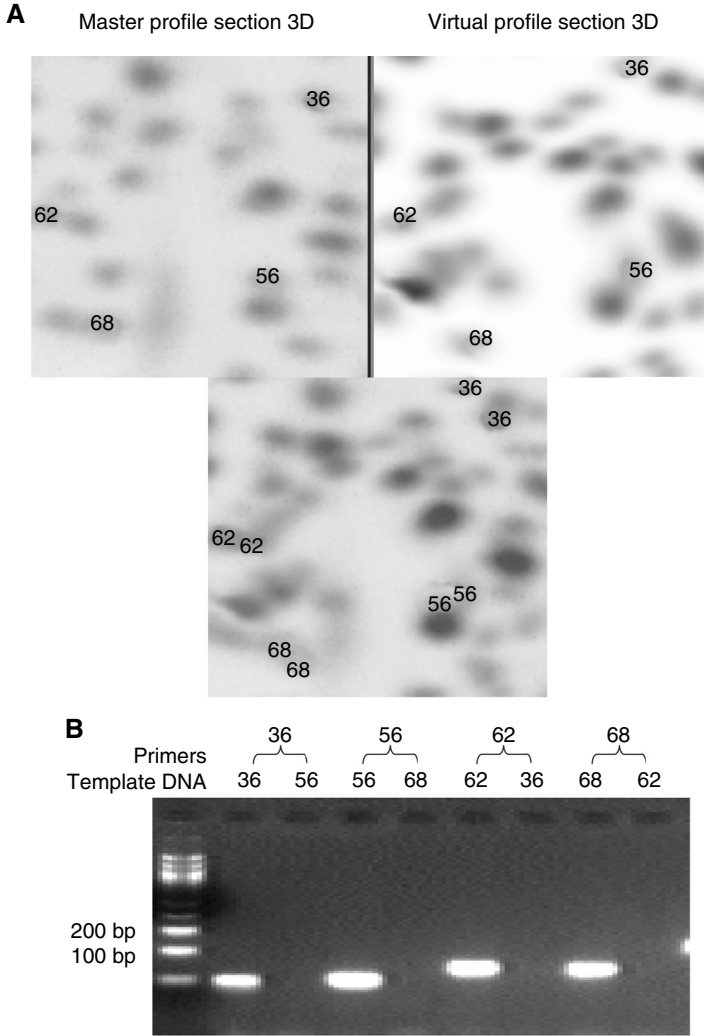 A
Master profile section 3D
Virtual profile section 3D
36
62
56
68
36
62
56
68
36
36
62 62
56
56
68
68
B
36 56 62 68
Primers
Template DNA 36 56 56 68 62 36 68 62
200 bp
100 bp